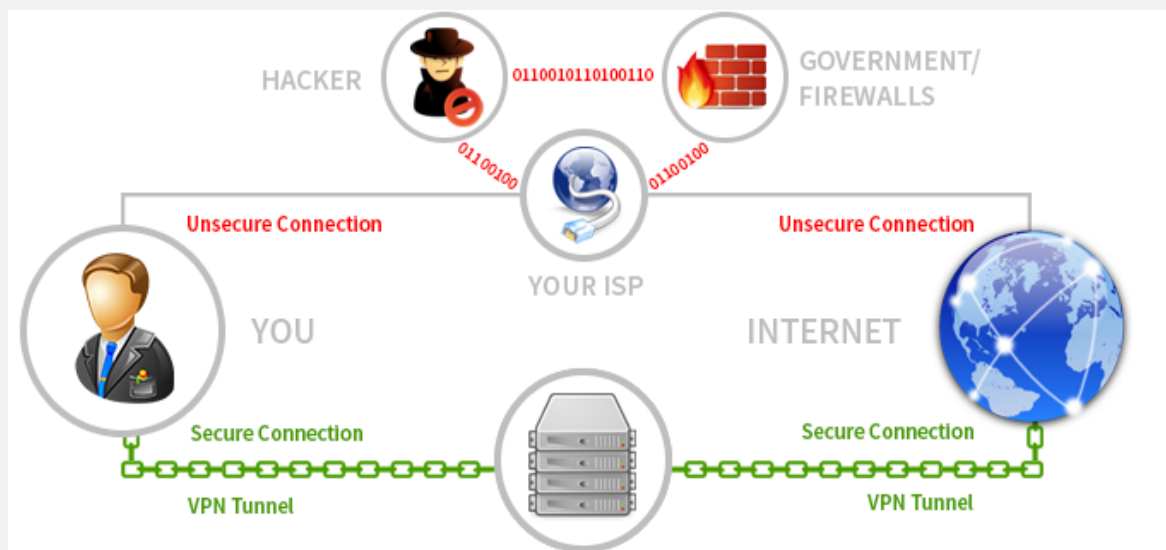 HACKER
0110010110100110
GOVERNMENT/
FIREWALLS
01100100
01100100
Unsecure Connection
Unsecure Connection
YOUR ISP
YOU
INTERNET
Secure Connection
Secure Connection
VPN Tunnel
VPN Tunnel